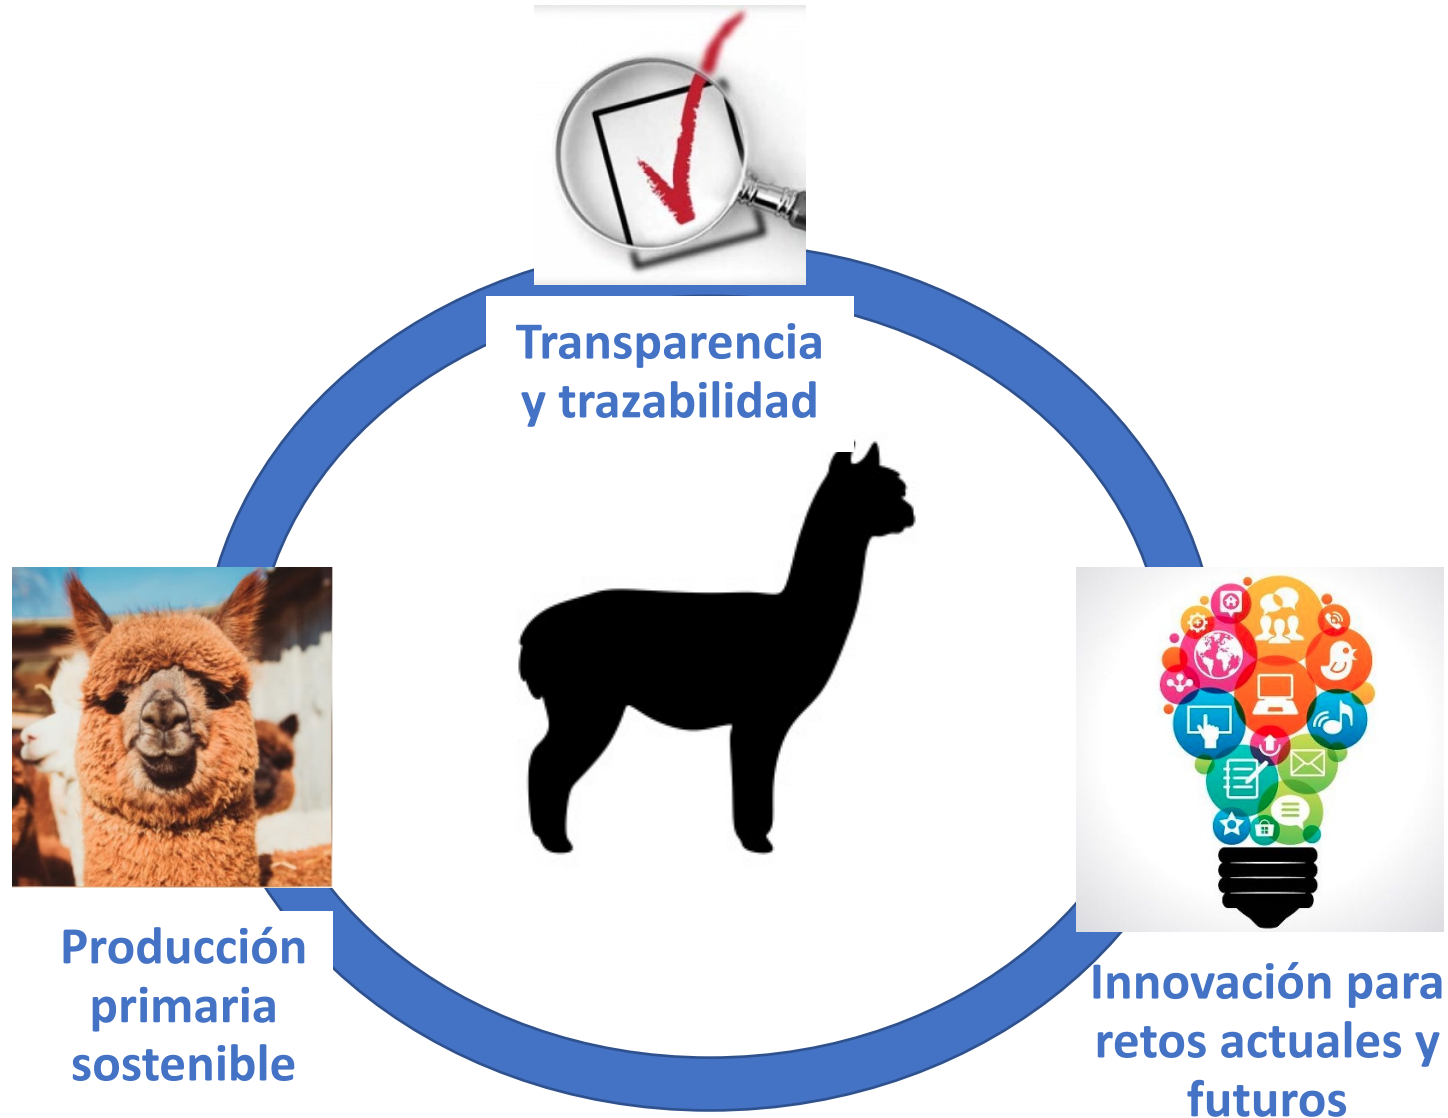 Transparencia
y trazabilidad
Producción
primaria
sostenible
Innovación para
retos actuales y
futuros